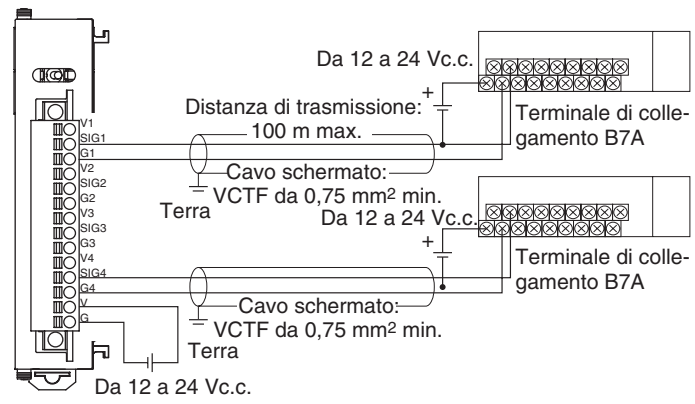 V1
SIG1
G1
V2
SIG2
G2
V3
SIG3
G3
V4
SIG4
G4
V
G
Da 12 a 24 Vc.c.
+
Distanza di trasmissione:
100 m max.
Cavo schermato:
VCTF da 0,75 mm2 min.
Terra
Terminale di colle-
gamento B7A
Da 12 a 24 Vc.c.
+
Cavo schermato:
VCTF da 0,75 mm2 min.
Terra
Terminale di colle-
gamento B7A
Da 12 a 24 Vc.c.